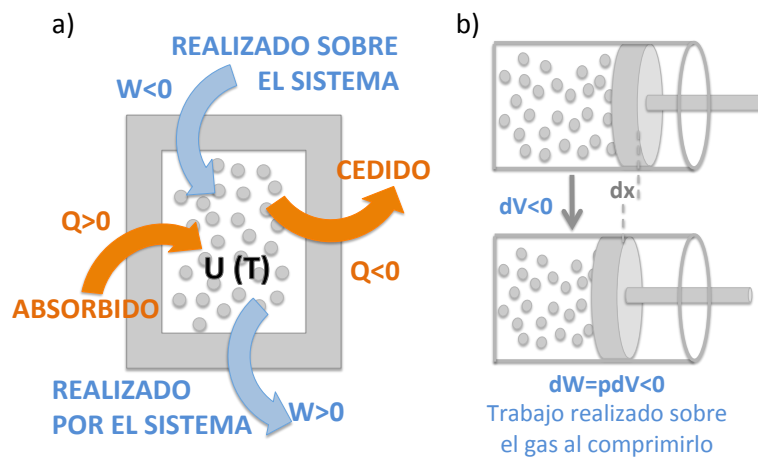 a)
REALIZADO SOBRE
EL SISTEMA
W<0
CEDIDO
Q>0
U (T)
Q<0
ABSORBIDO
REALIZADO
POR EL SISTEMA
W>0
b)
dV<0
dx
dW=pdV<0
Trabajo realizado sobre
el gas al comprimirlo